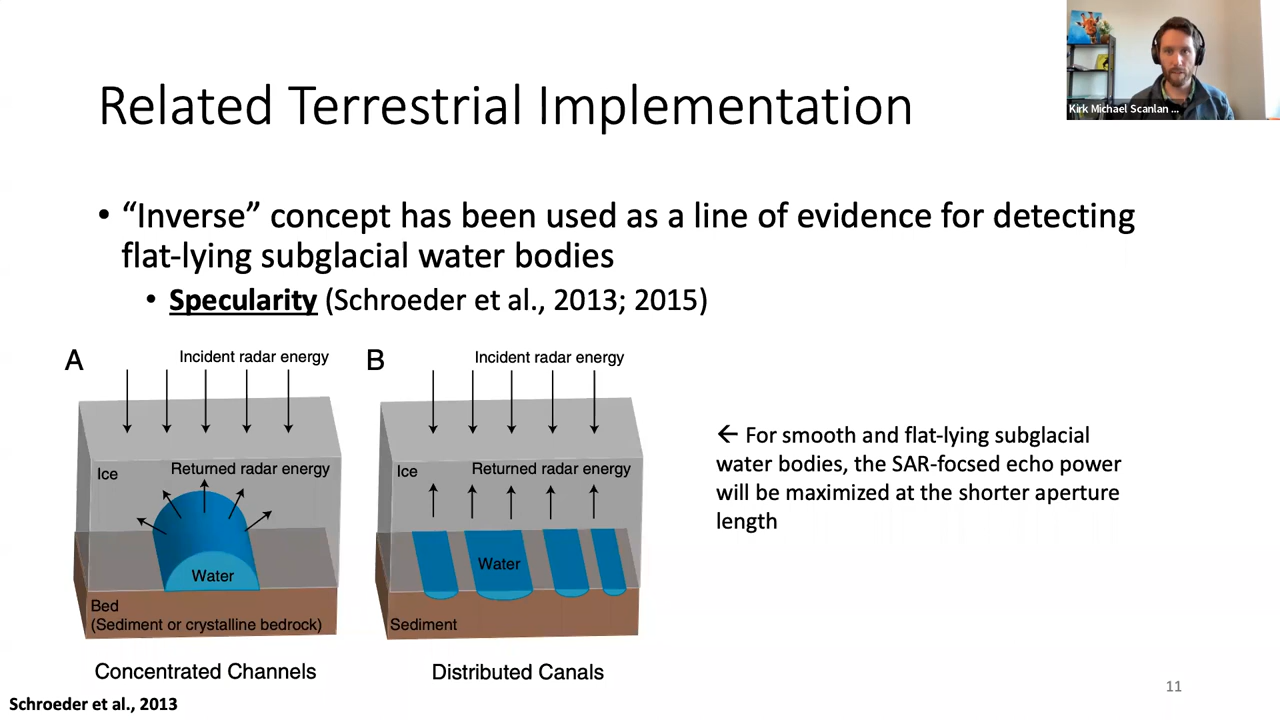 Kirk Michael Scanlan ...
Related Terrestrial Implementation
• “Inverse” concept has been used as a line of evidence for detecting
flat-lying subglacial water bodies
• Specularity (Schroeder et al., 2013; 2015)
A
Incident radar energy
Ice
Returned radar energy
Water
Bed
(Sediment or crystalline bedrock)
Concentrated Channels
B
Incident radar energy
Ice
Returned radar energy
Water
Sediment
Distributed Canals
← For smooth and flat-lying subglacial
water bodies, the SAR-focsed echo power
will be maximized at the shorter aperture
length
Schroeder et al., 2013
11